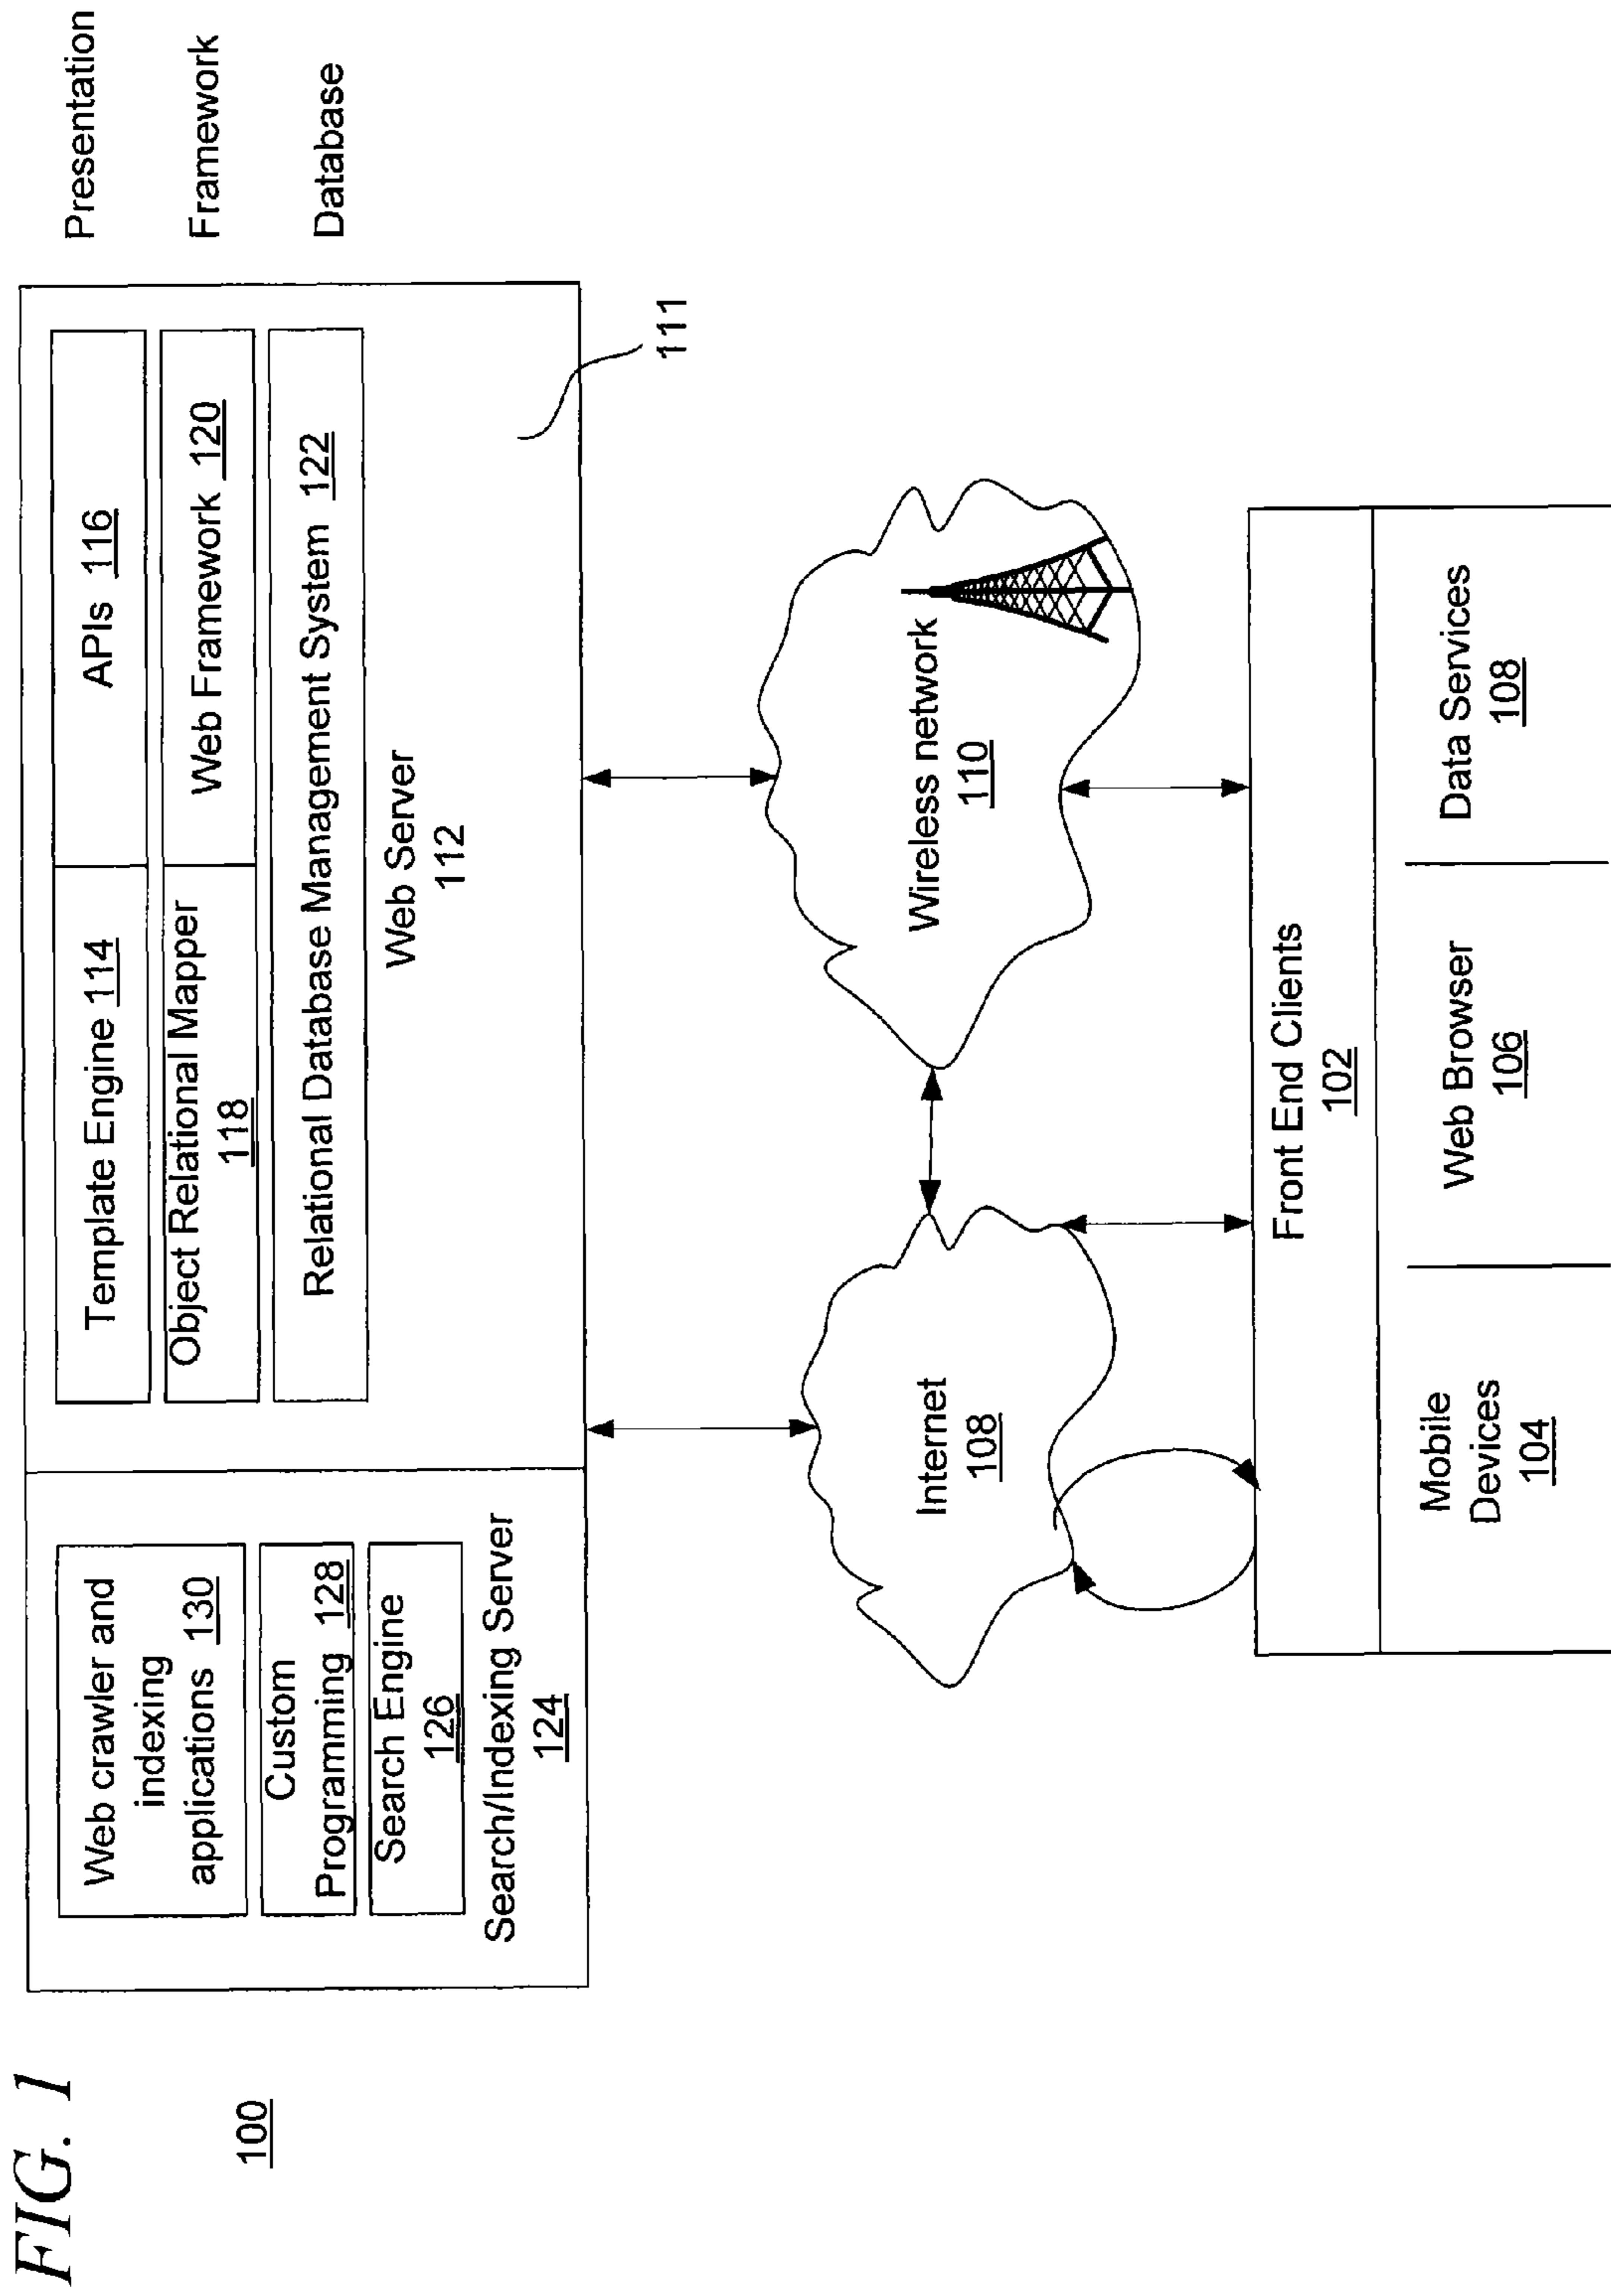 FIG. 1
100
Web crawler and
indexing
applications 130
Custom
Programming 128
Search Engine
126
Search/Indexing Server
124
Template Engine 114
APIs 116
Presentation
Object Relational Mapper
118
Web Framework 120
Framework
Relational Database Management System 122
Database
Web Server
112
111
Internet
108
Wireless network
110
Front End Clients
102
Mobile
Devices
104
Web Browser
106
Data Services
108